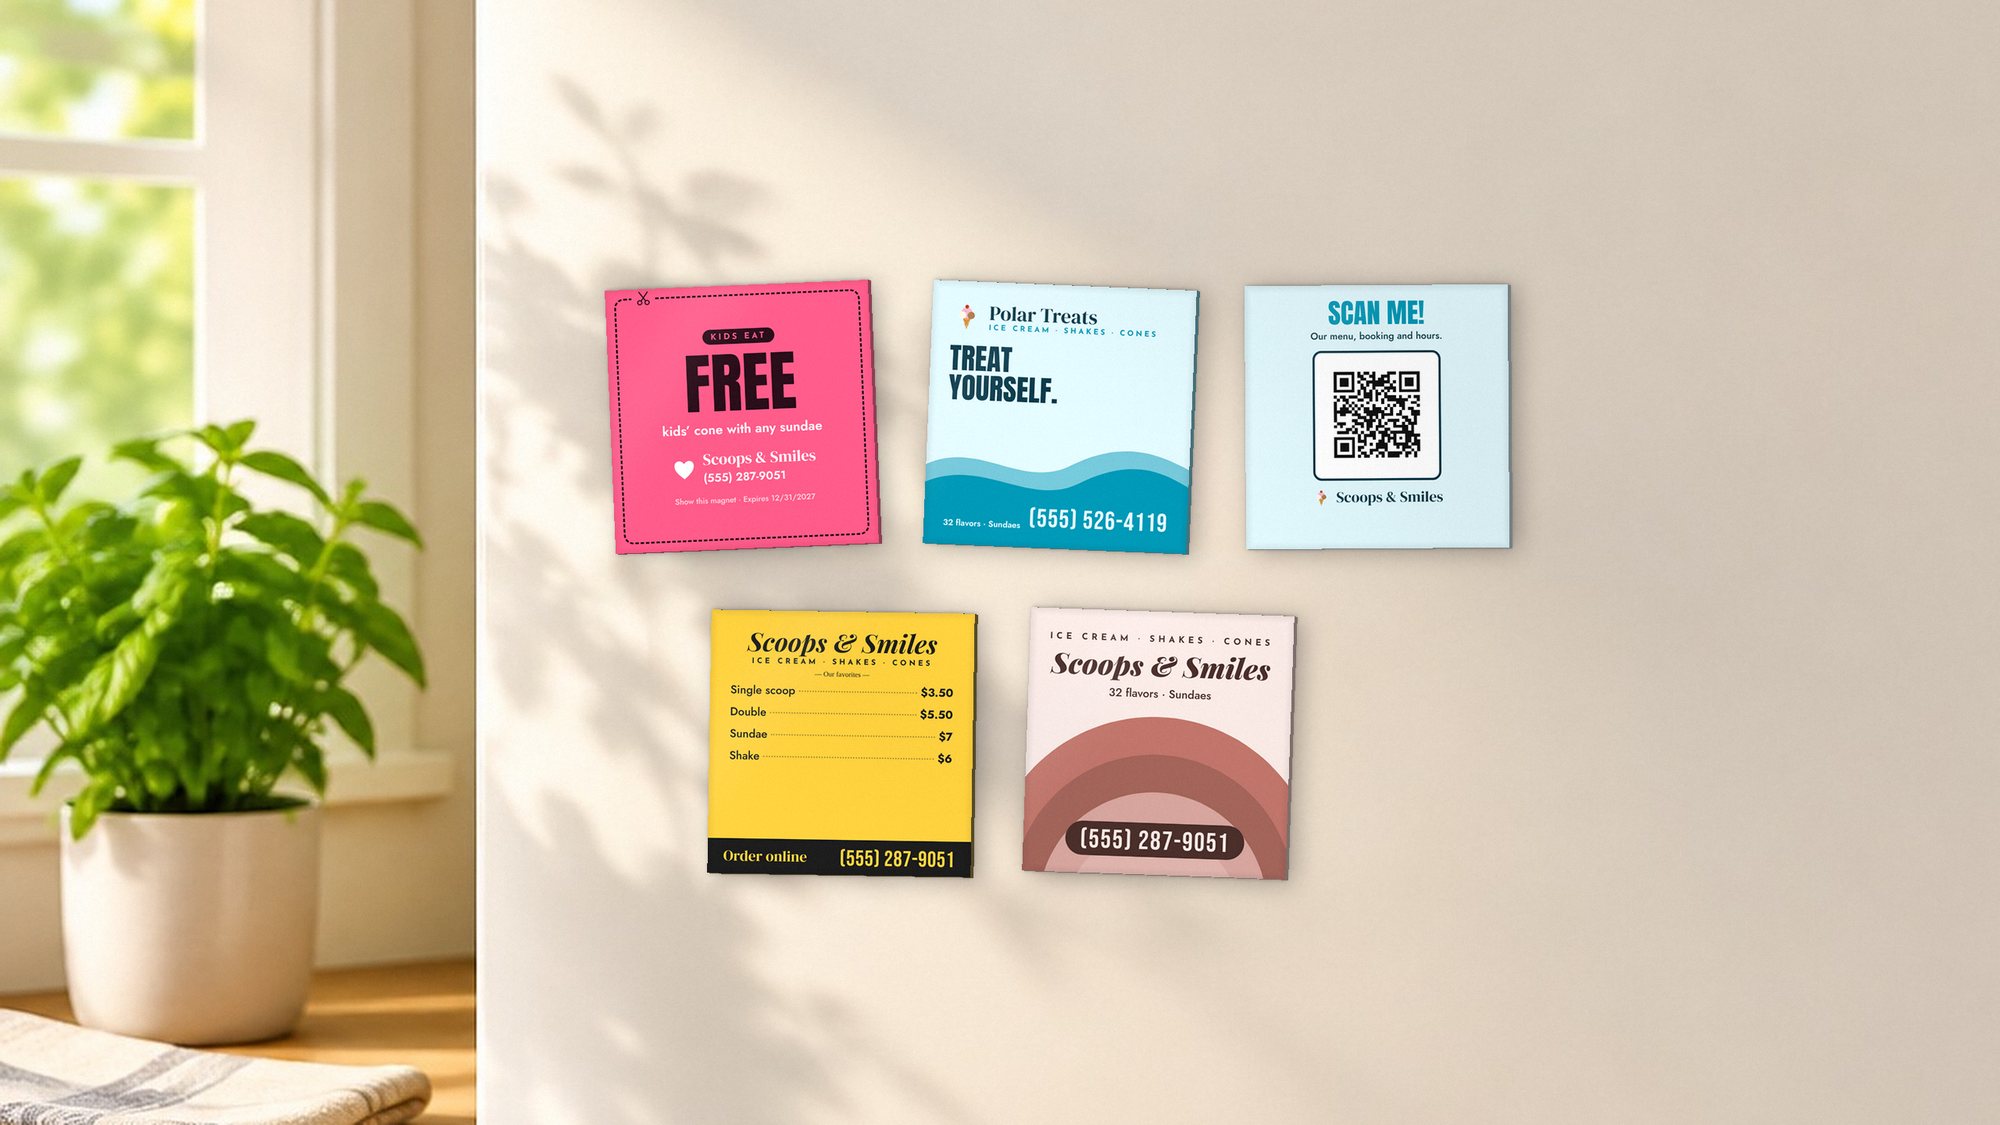 KIDS EAT
FREE
kids' cone with any sundae
Scoops & Smiles
(555) 287-9051
Show this magnet · Expires 12/31/2027
Polar Treats
ICE CREAM · SHAKES · CONES
TREAT
YOURSELF.
32 flavors · Sundaes (555) 526-4119
SCAN ME!
Our menu, booking and hours.
Scoops & Smiles
Scoops & Smiles
ICE CREAM · SHAKES · CONES
— Our favorites —
Single scoop $3.50
Double $5.50
Sundae $7
Shake $6
Order online (555) 287-9051
ICE CREAM · SHAKES · CONES
Scoops & Smiles
32 flavors · Sundaes
(555) 287-9051